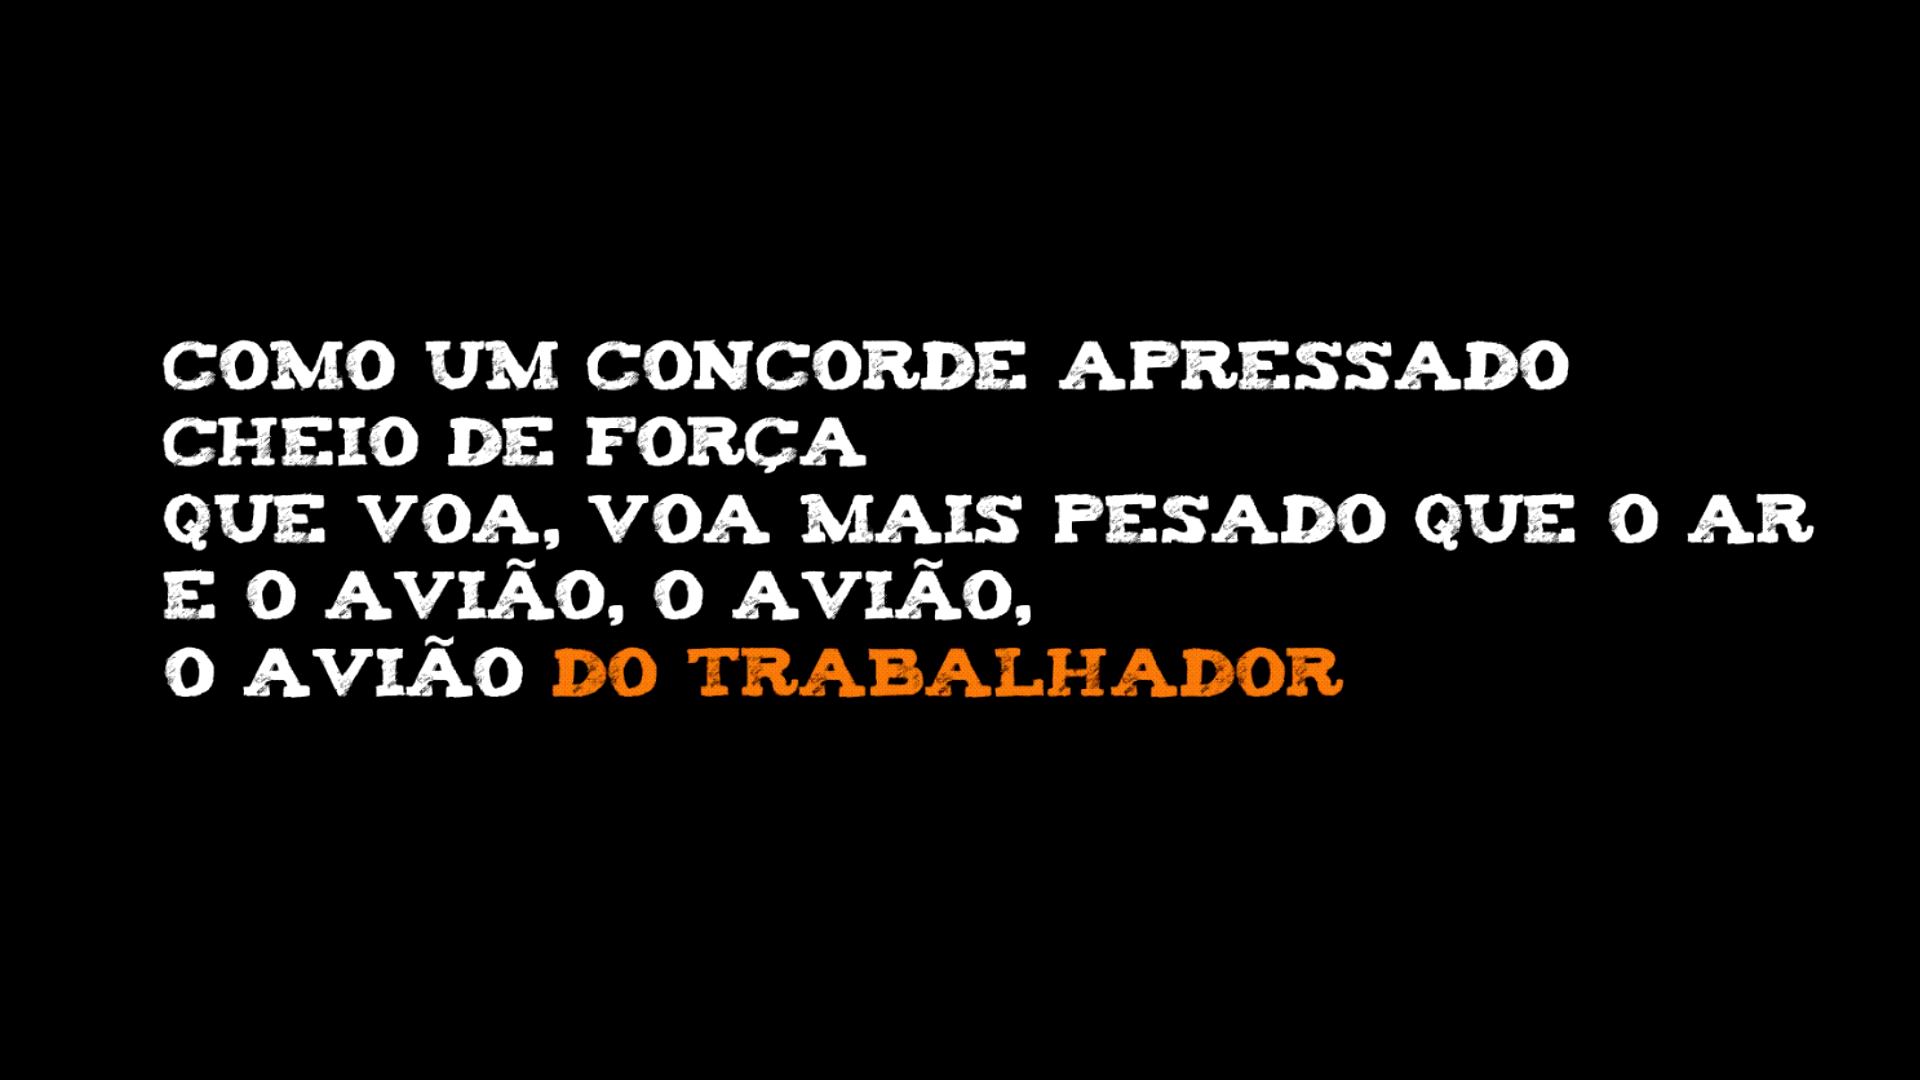 COMO UM CONCORDE APRESSADO
CHEIO DE FORÇA
QUE VOA, VOA MAIS PESADO QUE O AR
E O AVIÃO, O AVIÃO,
O AVIÃO DO TRABALHADOR